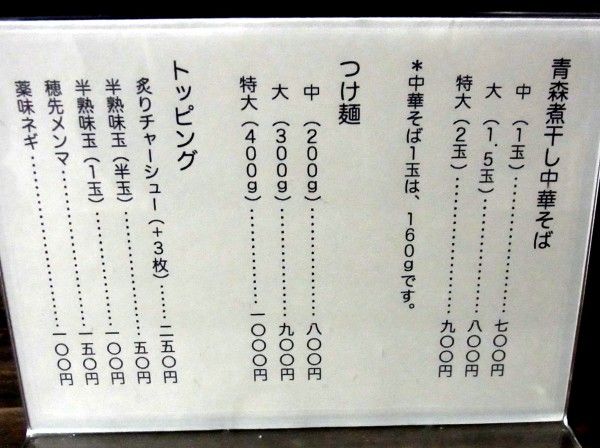 青森煮干し中華そば
中（1玉）…………………七〇〇円
大（1.5玉）………………八〇〇円
特大（2玉）………………九〇〇円
＊中華そば1玉は、160gです。
つけ麺
中（200g）…………………八〇〇円
大（300g）…………………九〇〇円
特大（400g）………………一〇〇〇円
トッピング
炙りチャーシュー（+3枚）……二五〇円
半熟味玉（半玉）……………五〇円
半熟味玉（1玉）……………一〇〇円
穂先メンマ…………………一五〇円
薬味ネギ……………………一〇〇円